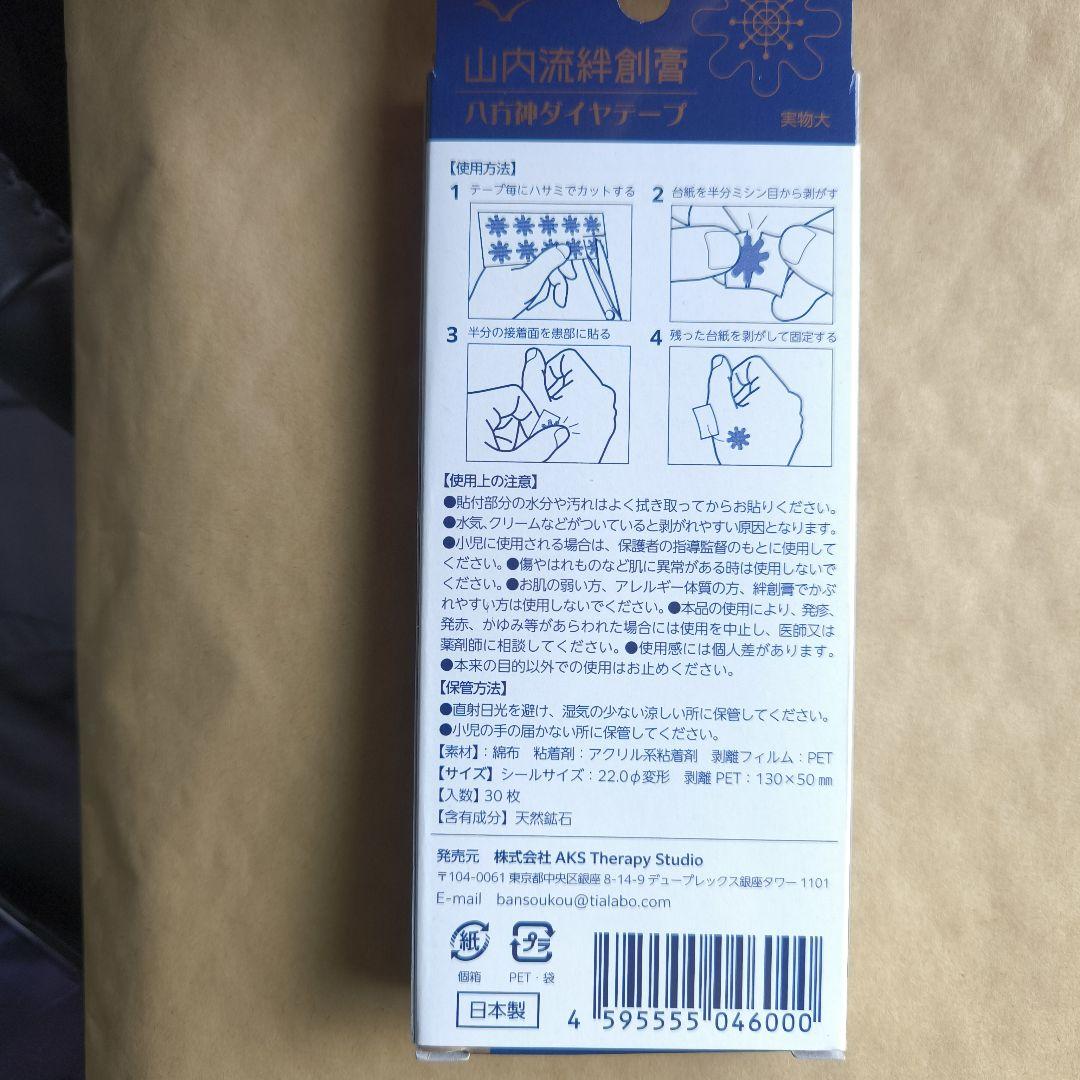 山内流絆創膏
八方神ダイヤテープ
実物大
【使用方法】
1 テープ毎にハサミでカットする
2 台紙を半分ミシン目から剥がす
3 半分の接着面を患部に貼る
4 残った台紙を剥がして固定する
【使用上の注意】
●貼付部分の水分や汚れはよく拭き取ってからお貼りください。
●水気、クリームなどがついていると剥がれやすい原因となります。
●小児に使用される場合は、保護者の指導監督のもとに使用して
ください。●傷やはれものなど肌に異常がある時は使用しないで
ください。●お肌の弱い方、アレルギー体質の方、絆創膏でかぶ
れやすい方は使用しないでください。●本品の使用により、発疹、
発赤、かゆみ等があらわれた場合には使用を中止し、医師又は
薬剤師に相談してください。●使用感には個人差があります。
●本来の目的以外での使用はお止めください。
【保管方法】
●直射日光を避け、湿気の少ない涼しい所に保管してください。
●小児の手の届かない所に保管してください。
【素材】：綿布 粘着剤：アクリル系粘着剤 剥離フィルム：PET
【サイズ】シールサイズ：22.0φ変形 剥離 PET：130×50㎜
【入数】30枚
【含有成分】天然鉱石
発売元 株式会社 AKS Therapy Studio
〒104-0061 東京都中央区銀座 8-14-9 デュープレックス銀座タワー 1101
E-mail bansoukou@tialabo.com
紙
プラ
個箱
PET・袋
日本製
4 595555 046000